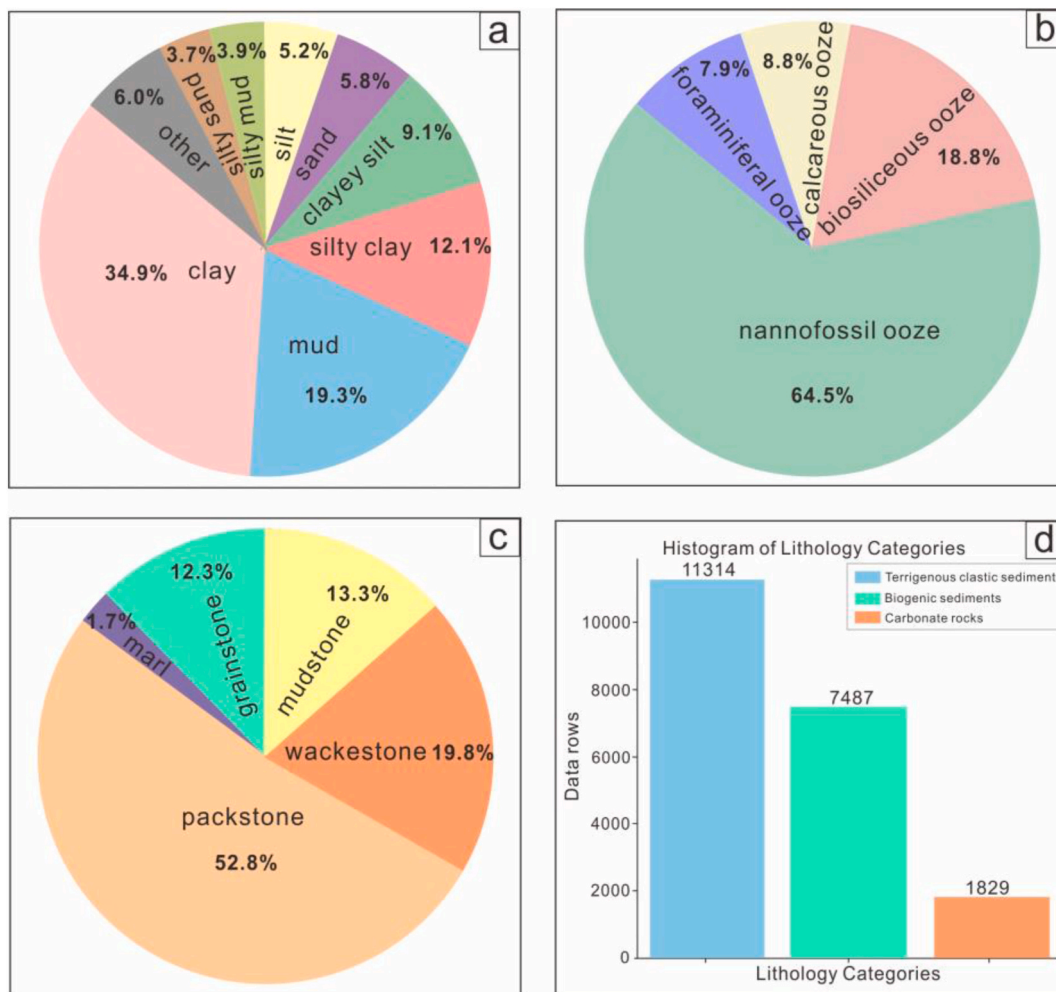 a
3.7%
3.9%
5.2%
5.8%
9.1%
12.1%
6.0%
other
silty sand
silty mud
silt
sand
clayey silt
silty clay
34.9%
clay
mud
19.3%
b
7.9%
8.8%
18.8%
foraminiferal ooze
calcareous ooze
biosiliceous ooze
nannofossil ooze
64.5%
c
12.3%
13.3%
1.7%
marl
grainstone
mudstone
wackestone 19.8%
packstone
52.8%
d
Histogram of Lithology Categories
11314
Terrigenous clastic sediment
Biogenic sediments
Carbonate rocks
10000
8000
7487
6000
4000
2000
1829
0
Data rows
Lithology Categories